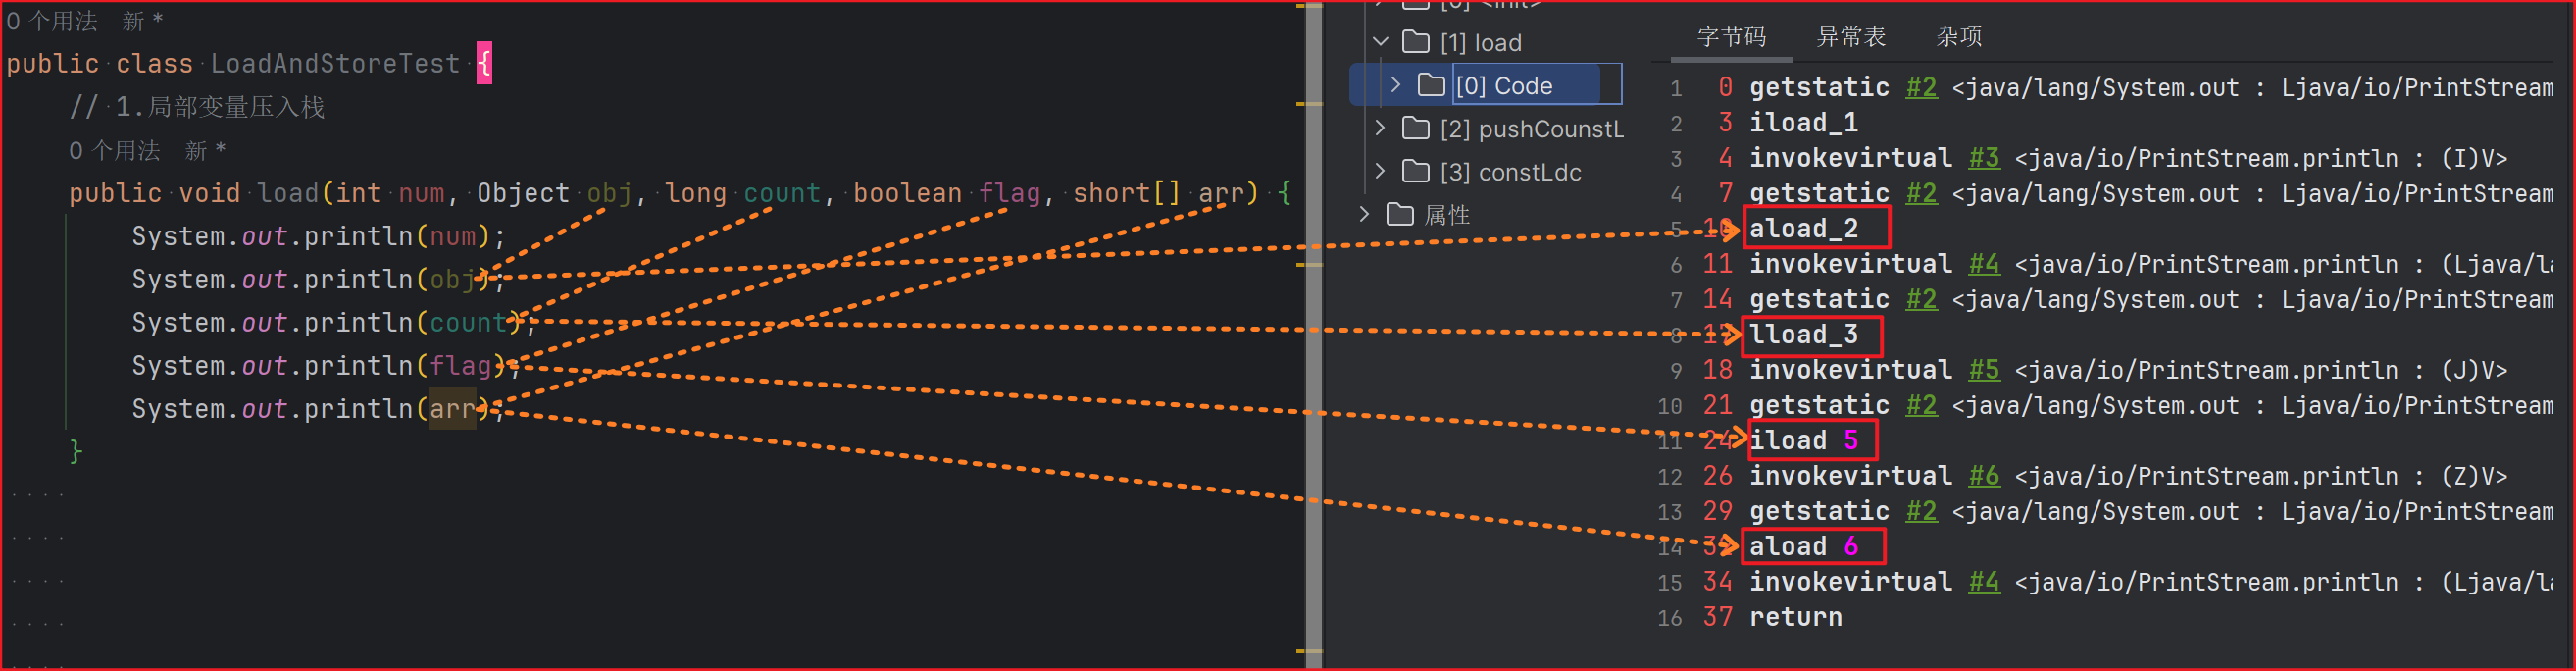 0 个用法 新 *
public class LoadAndStoreTest {
// 1.局部变量压入栈
0 个用法 新 *
public void load(int num, Object obj, long count, boolean flag, short[] arr) {
System.out.println(num);
System.out.println(obj);
System.out.println(count);
System.out.println(flag);
System.out.println(arr);
}
[0] <init>
[1] load
[0] Code
[2] pushCounstL
[3] constLdc
属性
字节码 异常表 杂项
1 0 getstatic #2 <java/lang/System.out : Ljava/io/PrintStream
2 3 iload_1
3 4 invokevirtual #3 <java/io/PrintStream.println : (I)V>
4 7 getstatic #2 <java/lang/System.out : Ljava/io/PrintStream
5 10 aload_2
6 11 invokevirtual #4 <java/io/PrintStream.println : (Ljava/la
7 14 getstatic #2 <java/lang/System.out : Ljava/io/PrintStream
8 17 lload_3
9 18 invokevirtual #5 <java/io/PrintStream.println : (J)V>
10 21 getstatic #2 <java/lang/System.out : Ljava/io/PrintStream
11 24 iload 5
12 26 invokevirtual #6 <java/io/PrintStream.println : (Z)V>
13 29 getstatic #2 <java/lang/System.out : Ljava/io/PrintStream
14 32 aload 6
15 34 invokevirtual #4 <java/io/PrintStream.println : (Ljava/la
16 37 return